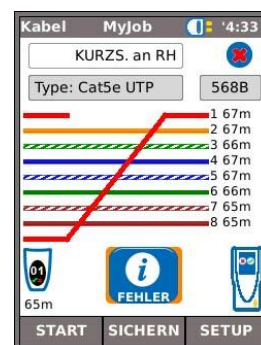 Kabel MyJob '4:33
KURZS. an RH
Type: Cat5e UTP 568B
1 67m
2 67m
3 66m
4 67m
5 67m
6 66m
7 65m
8 65m
01
65m
i
FEHLER
START SICHERN SETUP